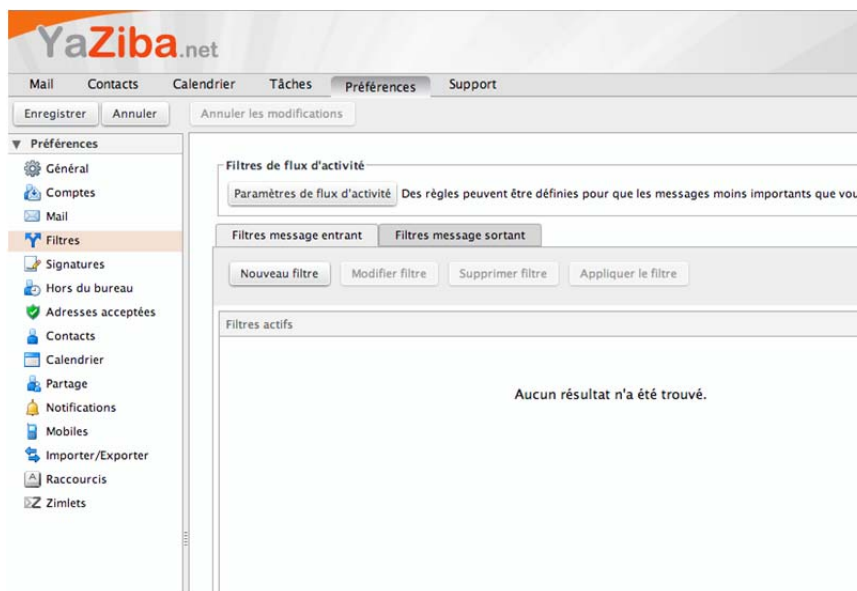 YaZiba.net
Mail Contacts Calendrier Tâches Préférences Support
Enregistrer Annuler Annuler les modifications
Préférences
Général
Comptes
Mail
Filtres
Signatures
Hors du bureau
Adresses acceptées
Contacts
Calendrier
Partage
Notifications
Mobiles
Importer/Exporter
Raccourcis
Zimlets
Filtres de flux d'activité
Paramètres de flux d'activité Des règles peuvent être définies pour que les messages moins importants que vou
Filtres message entrant Filtres message sortant
Nouveau filtre Modifier filtre Supprimer filtre Appliquer le filtre
Filtres actifs
Aucun résultat n'a été trouvé.